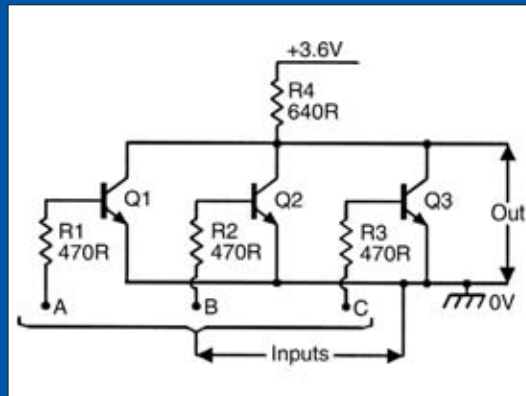 +3.6V
R4
640R
Q1
Q2
Q3
R1
470R
R2
470R
R3
470R
Out
A
B
C
0V
Inputs